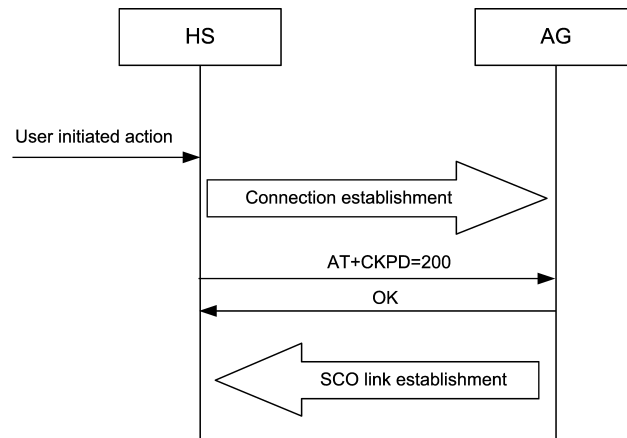 HS
AG
User initiated action
Connection establishment
AT+CKPD=200
OK
SCO link establishment